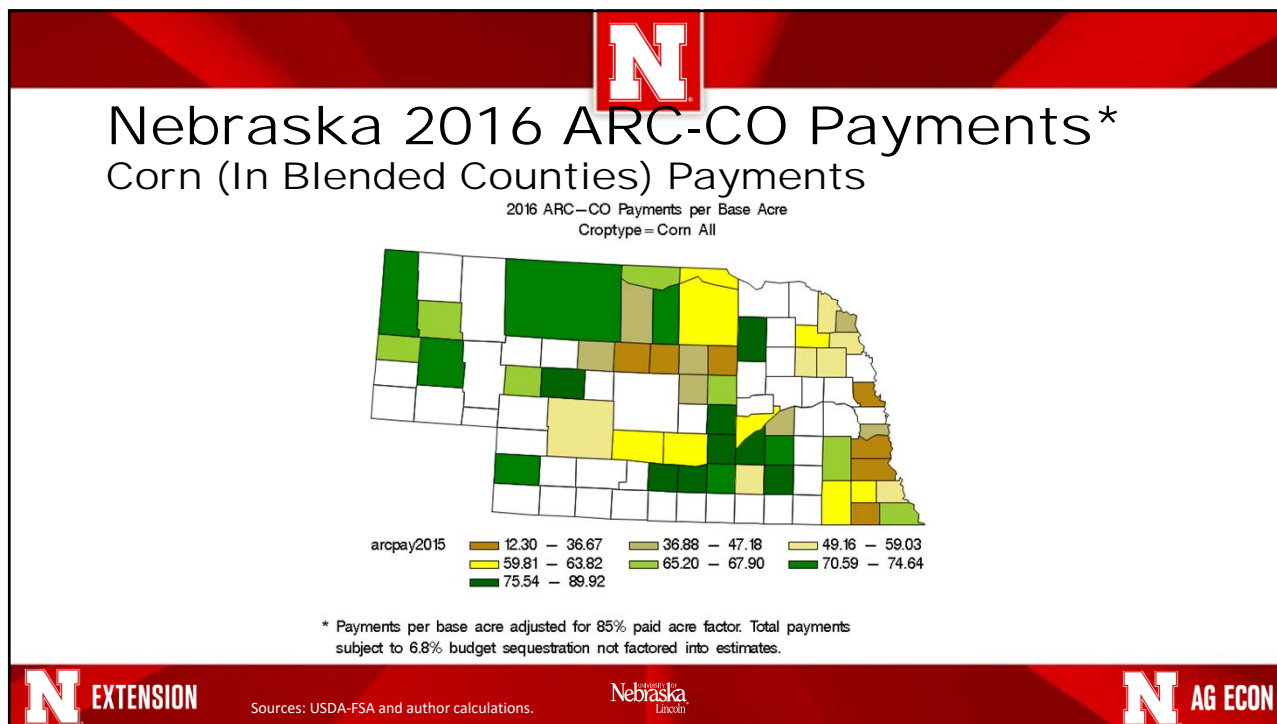 N
Nebraska 2016 ARC-CO Payments*
Corn (In Blended Counties) Payments
2016 ARC-CO Payments per Base Acre
Croptype = Corn All
arcpay2015 12.30 - 36.67 36.88 - 47.18 49.16 - 59.03
59.81 - 63.82 65.20 - 67.90 70.59 - 74.64
75.54 - 89.92
* Payments per base acre adjusted for 85% paid acre factor. Total payments
subject to 6.8% budget sequestration not factored into estimates.
N EXTENSION Sources: USDA-FSA and author calculations. UNIVERSITY OF Nebraska Lincoln N AG ECON